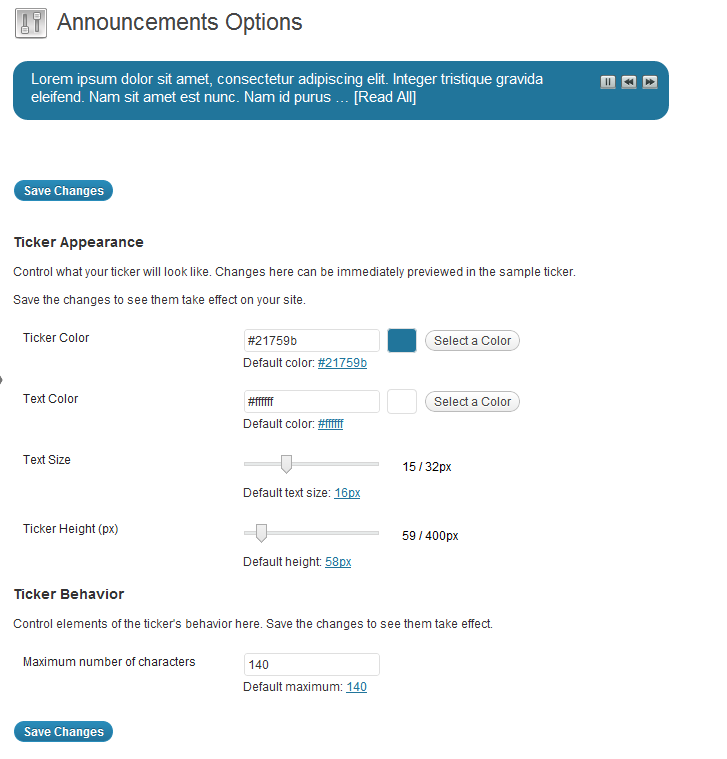 Announcements Options
Lorem ipsum dolor sit amet, consectetur adipiscing elit. Integer tristique gravida
eleifend. Nam sit amet est nunc. Nam id purus ... [Read All]
Save Changes
Ticker Appearance
Control what your ticker will look like. Changes here can be immediately previewed in the sample ticker.
Save the changes to see them take effect on your site.
Ticker Color #21759b Select a Color
Default color: #21759b
Text Color #ffffff Select a Color
Default color: #ffffff
Text Size 15 / 32px
Default text size: 16px
Ticker Height (px) 59 / 400px
Default height: 58px
Ticker Behavior
Control elements of the ticker's behavior here. Save the changes to see them take effect.
Maximum number of characters 140
Default maximum: 140
Save Changes